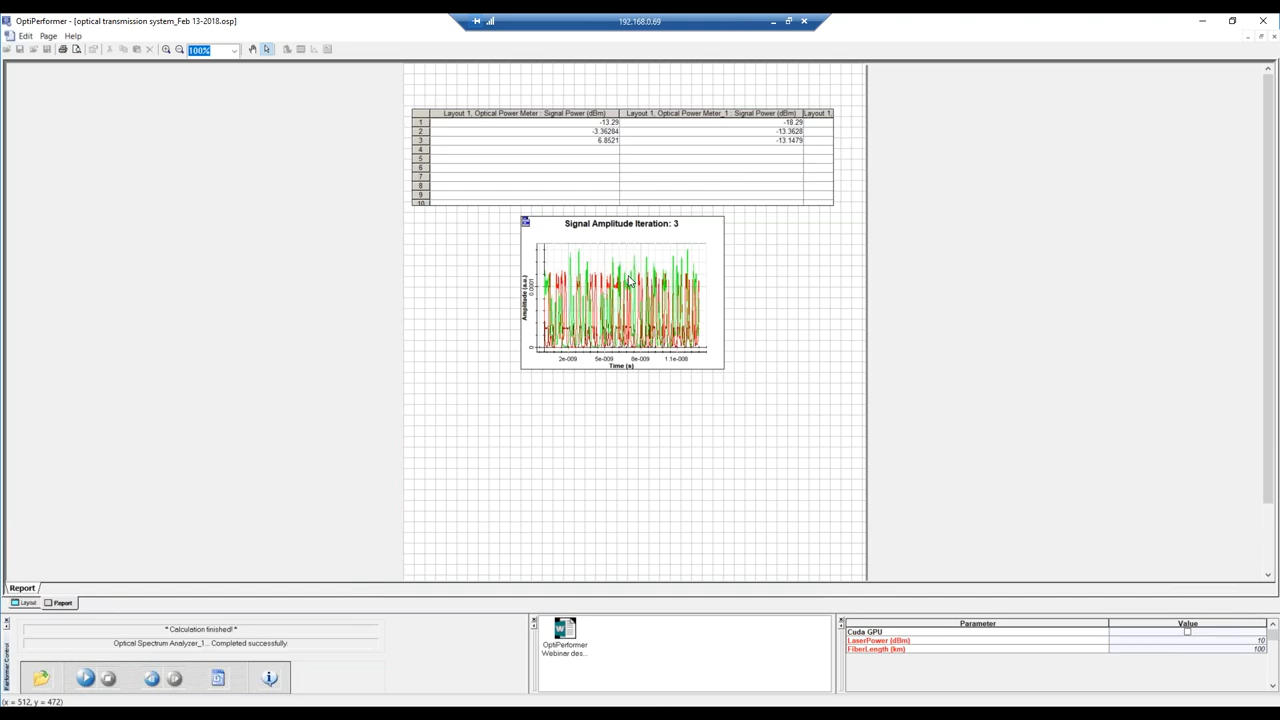 OptiPerformer - [optical transmission system_Feb 13-2018.osp]
192.168.0.69
Edit Page Help
100%
Layout 1, Optical Power Meter : Signal Power (dBm) Layout 1, Optical Power Meter_1 : Signal Power (dBm) Layout 1,
1 -13.29 -18.29
2 -3.36284 -13.3628
3 6.8521 -13.1479
4
5
6
7
8
9
10
Signal Amplitude Iteration: 3
Amplitude (a.u.)
0.0001
0
2e-009 5e-009 8e-009 1.1e-008
Time (s)
Report
Layout Report
Performer Control
* Calculation finished! *
Optical Spectrum Analyzer_1... Completed successfully.
OptiPerformer
Webinar des...
Parameter Value
Cuda GPU
LaserPower (dBm) 10
FiberLength (km) 100
(x = 512, y = 472)